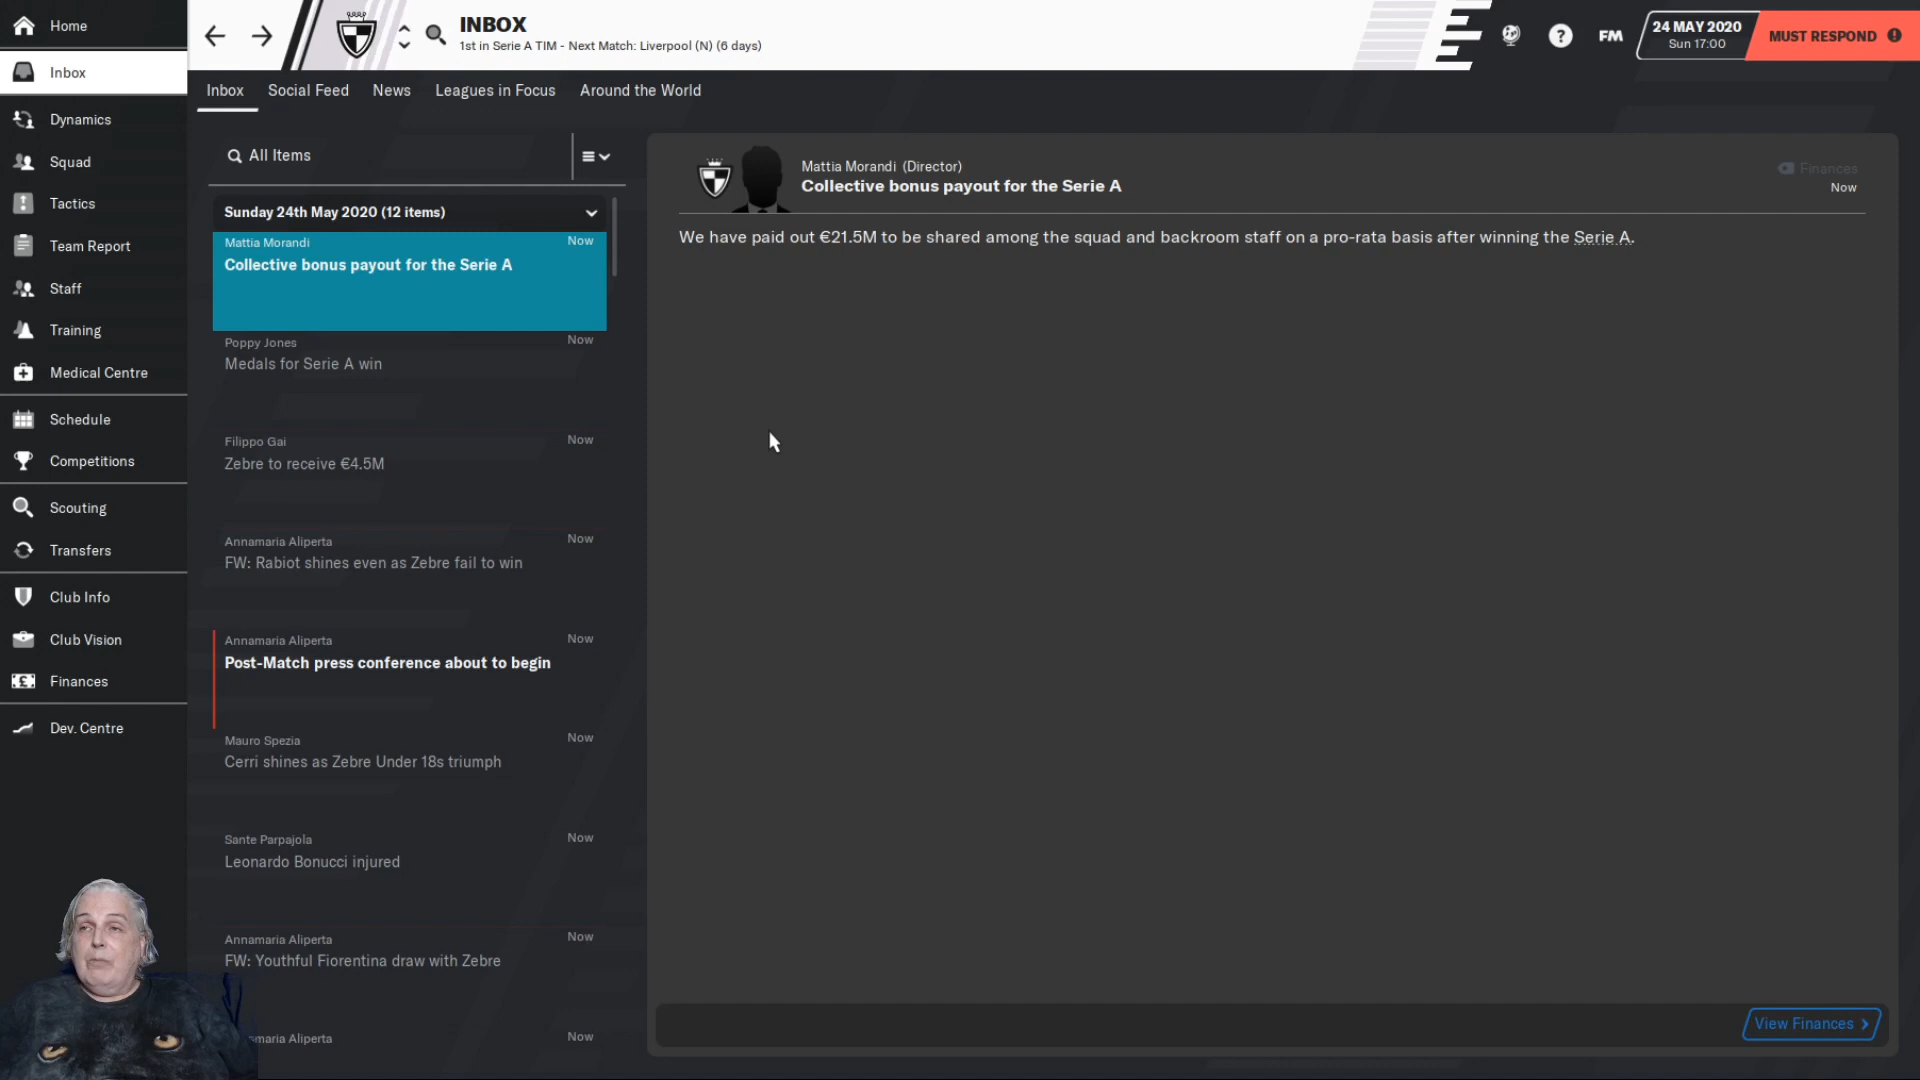 Home
Inbox
Dynamics
Squad
Tactics
Team Report
Staff
Training
Medical Centre
Schedule
Competitions
Scouting
Transfers
Club Info
Club Vision
Finances
Dev. Centre
INBOX
1st in Serie A TIM - Next Match: Liverpool (N) (6 days)
FM
24 MAY 2020
Sun 17:00
MUST RESPOND
Inbox
Social Feed
News
Leagues in Focus
Around the World
All Items
Sunday 24th May 2020 (12 items)
Mattia Morandi
Now
Collective bonus payout for the Serie A
Poppy Jones
Now
Medals for Serie A win
Filippo Gai
Now
Zebre to receive €4.5M
Annamaria Aliperta
Now
FW: Rabiot shines even as Zebre fail to win
Annamaria Aliperta
Now
Post-Match press conference about to begin
Mauro Spezia
Now
Cerri shines as Zebre Under 18s triumph
Sante Parpajola
Now
Leonardo Bonucci injured
Annamaria Aliperta
Now
FW: Youthful Fiorentina draw with Zebre
maria Aliperta
Now
Mattia Morandi (Director)
Collective bonus payout for the Serie A
Finances
Now
We have paid out €21.5M to be shared among the squad and backroom staff on a pro-rata basis after winning the Serie A.
View Finances